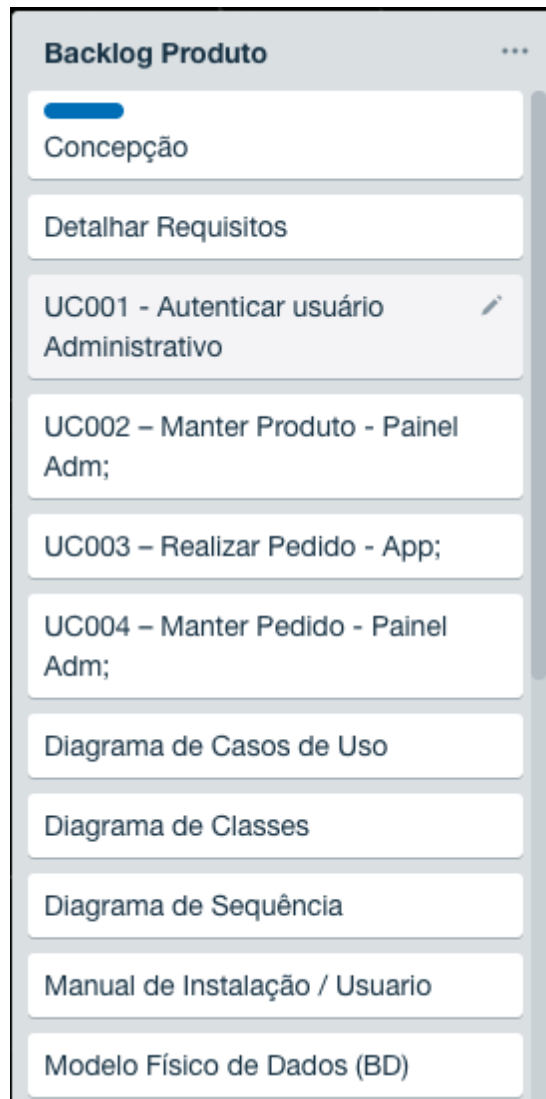 Backlog Produto
Concepção
Detalhar Requisitos
UC001 - Autenticar usuário
Administrativo
UC002 – Manter Produto - Painel
Adm;
UC003 – Realizar Pedido - App;
UC004 – Manter Pedido - Painel
Adm;
Diagrama de Casos de Uso
Diagrama de Classes
Diagrama de Sequência
Manual de Instalação / Usuario
Modelo Físico de Dados (BD)